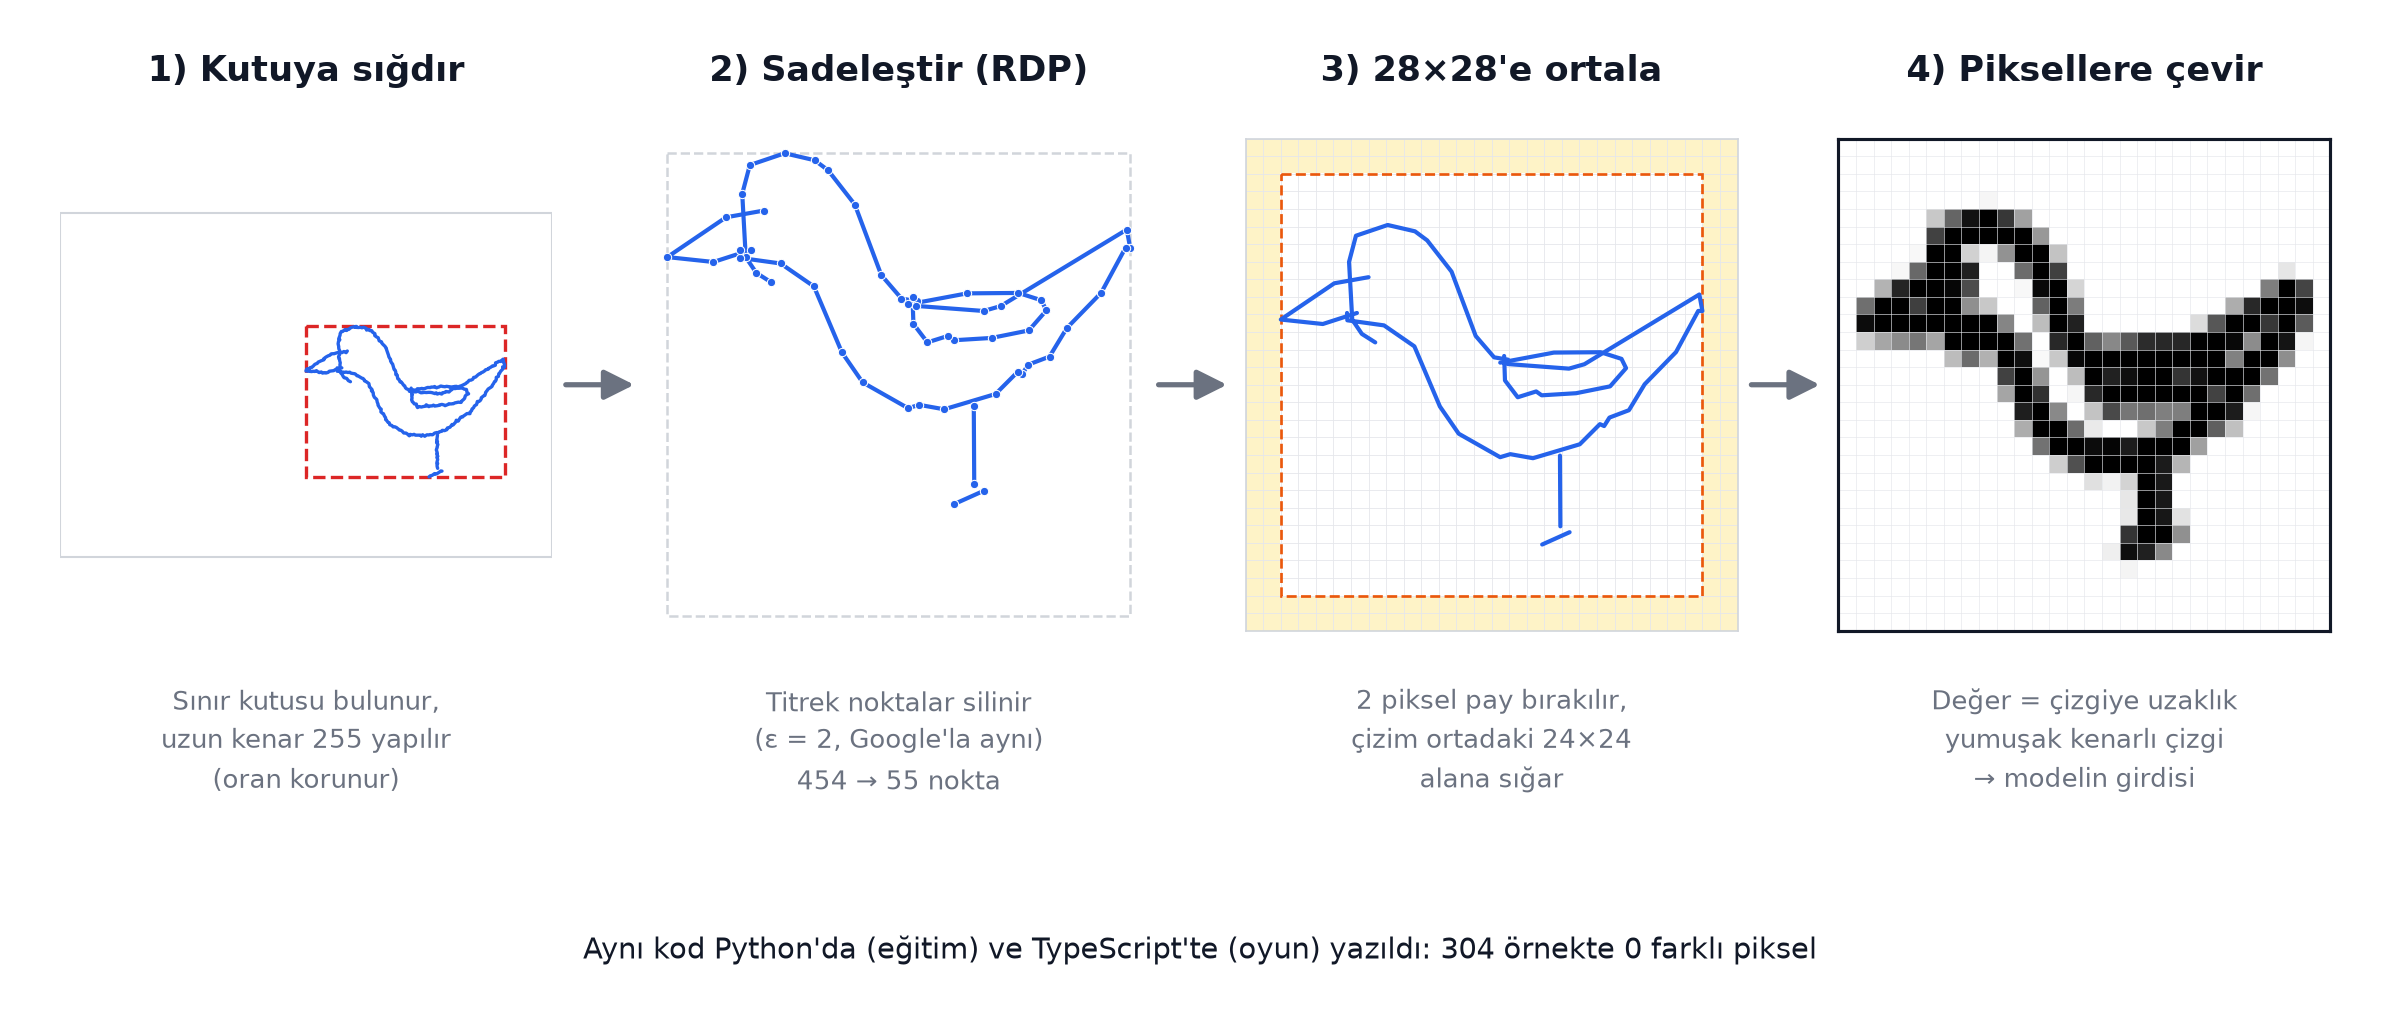 1) Kutuya sığdır
2) Sadeleştir (RDP)
3) 28×28'e ortala
4) Piksellere çevir
Sınır kutusu bulunur,
uzun kenar 255 yapılır
(oran korunur)
Titrek noktalar silinir
(ε = 2, Google'la aynı)
454 → 55 nokta
2 piksel pay bırakılır,
çizim ortadaki 24×24
alana sığar
Değer = çizgiye uzaklık
yumuşak kenarlı çizgi
→ modelin girdisi
Aynı kod Python'da (eğitim) ve TypeScript'te (oyun) yazıldı: 304 örnekte 0 farklı piksel